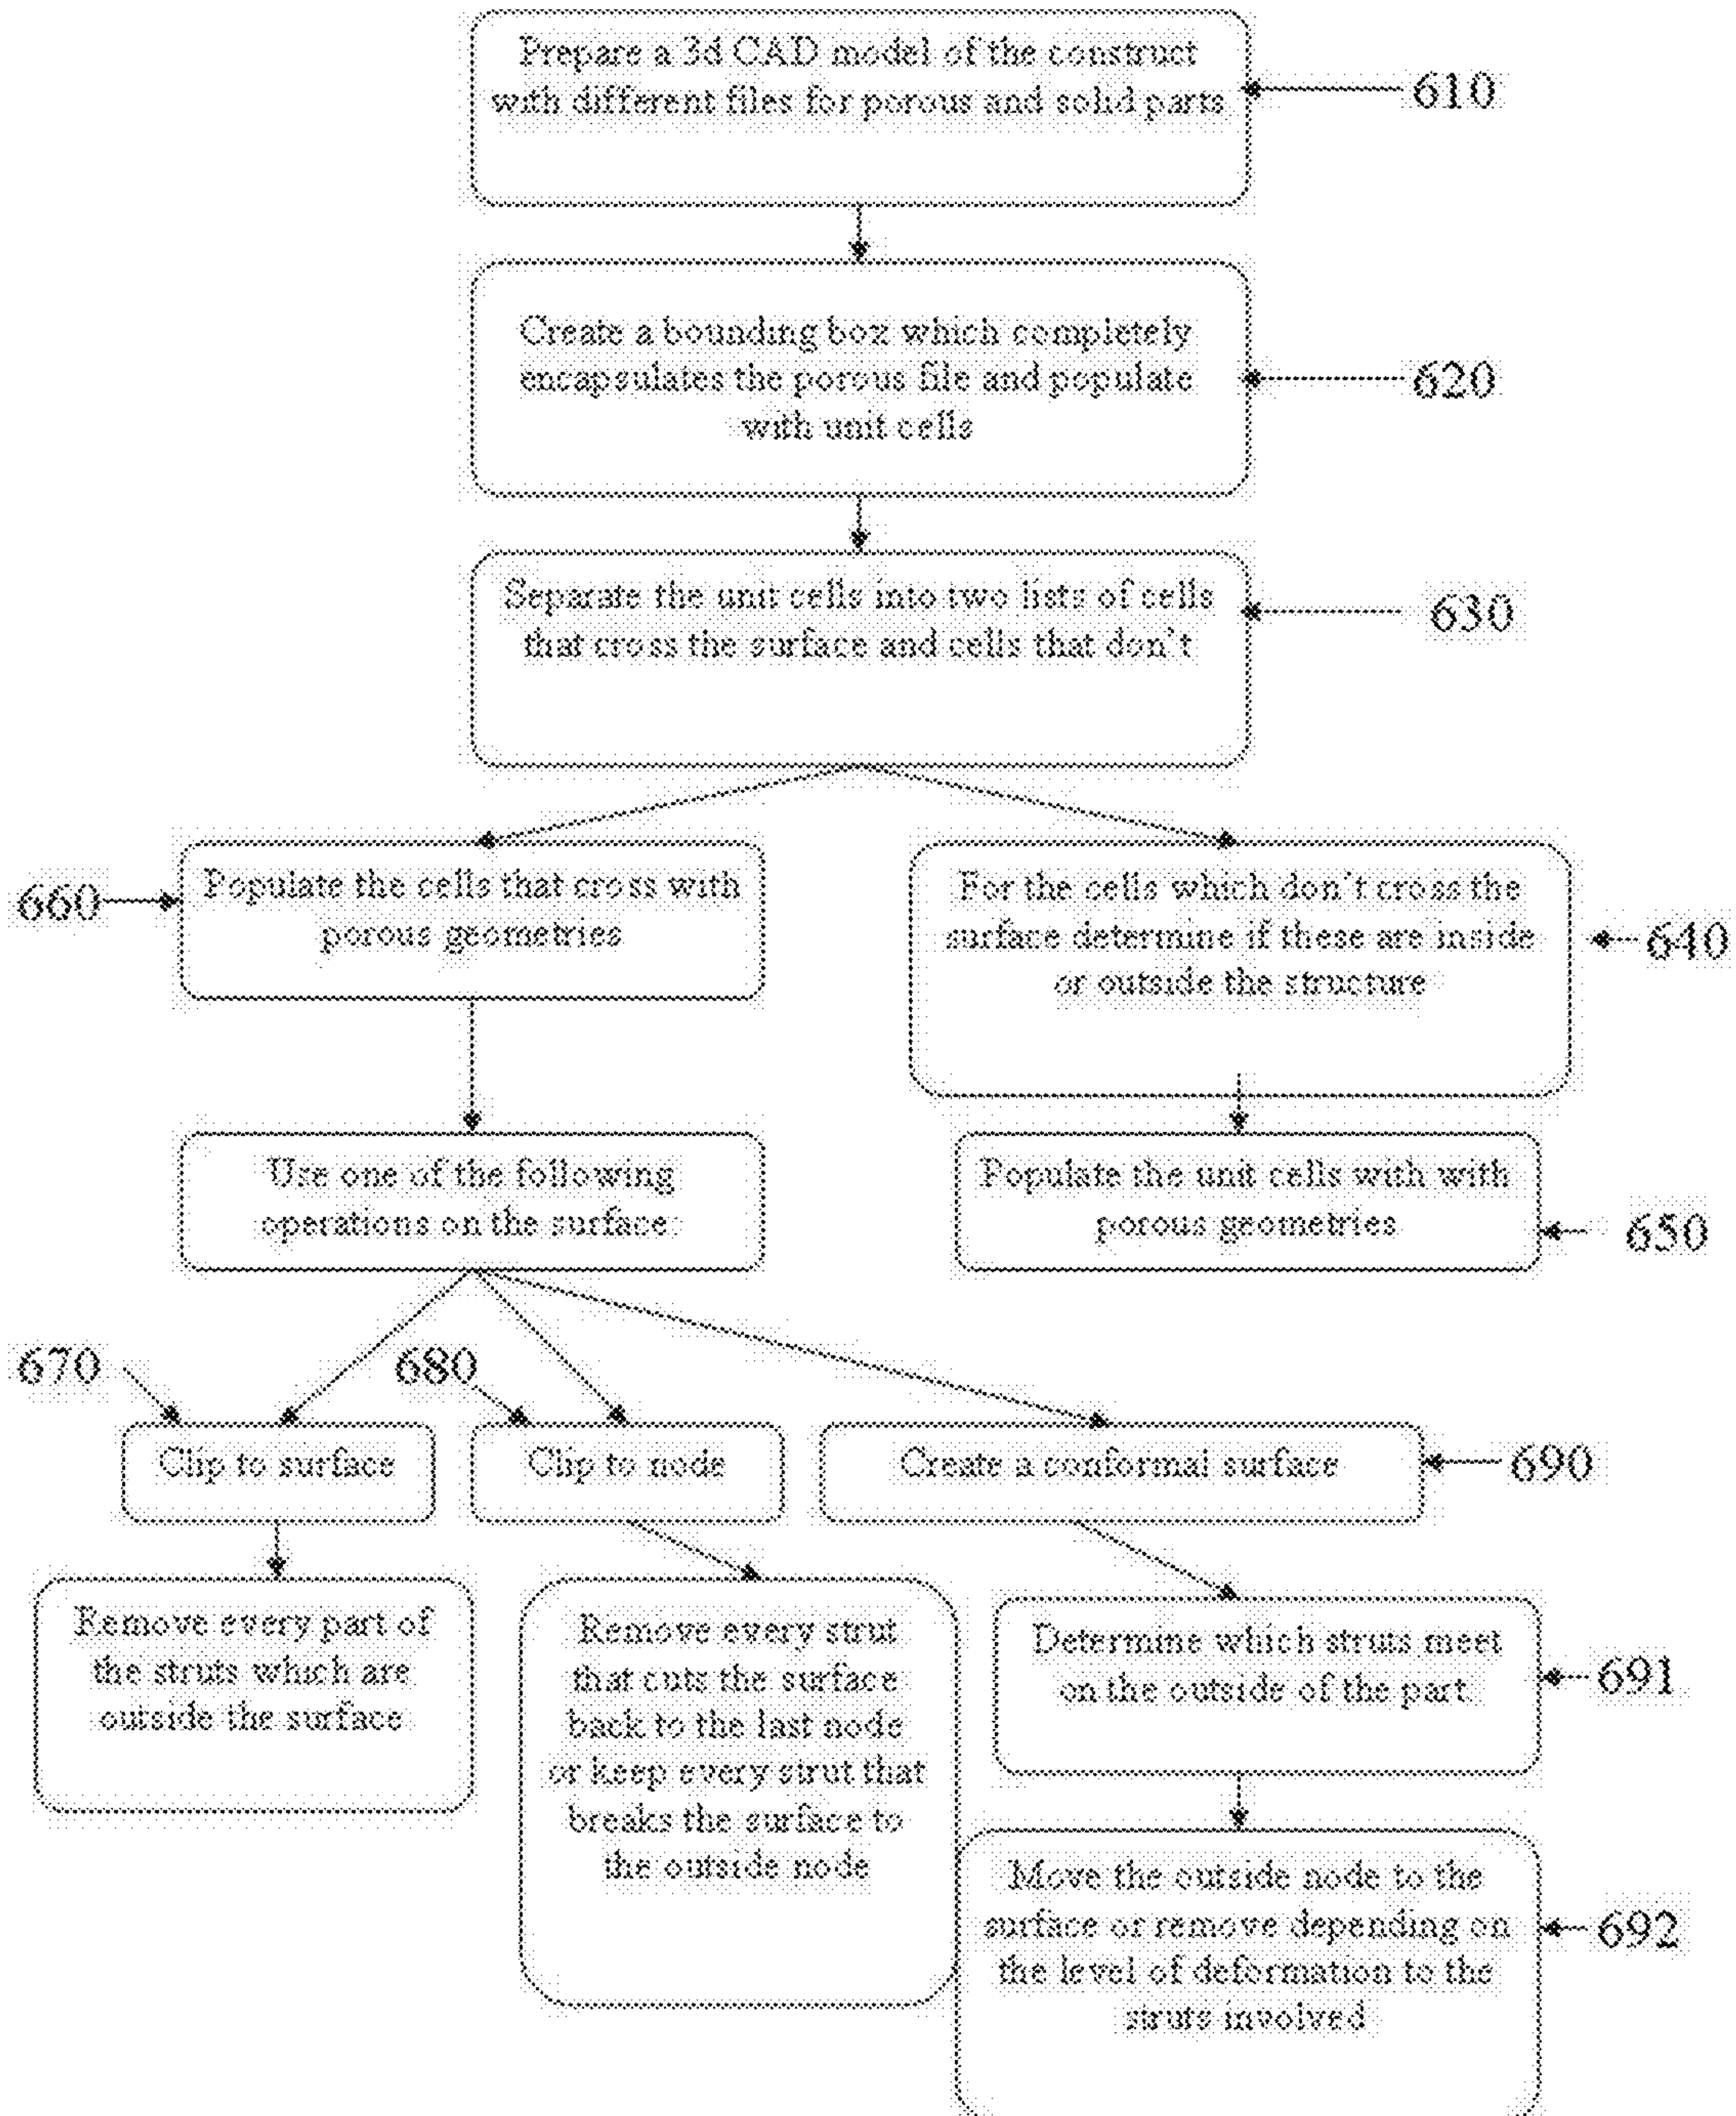 Prepare a 3d CAD model of the construct
with different files for porous and solid parts
610
Create a bounding box which completely
encapsulates the porous file and populate
with unit cells
620
Separate the unit cells into two lists of cells
that cross the surface and cells that don't
630
660
Populate the cells that cross with
porous geometries
For the cells which don't cross the
surface determine if these are inside
or outside the structure
640
Use one of the following
operations on the surface
Populate the unit cells with with
porous geometries
650
670
680
Clip to surface
Clip to node
Create a conformal surface
690
Remove every part of
the struts which are
outside the surface
Remove every strut
that cuts the surface
back to the last node
or keep every strut that
breaks the surface to
the outside node
Determine which struts meet
on the outside of the part
691
Move the outside node to the
surface or remove depending on
the level of deformation to the
struts involved
692